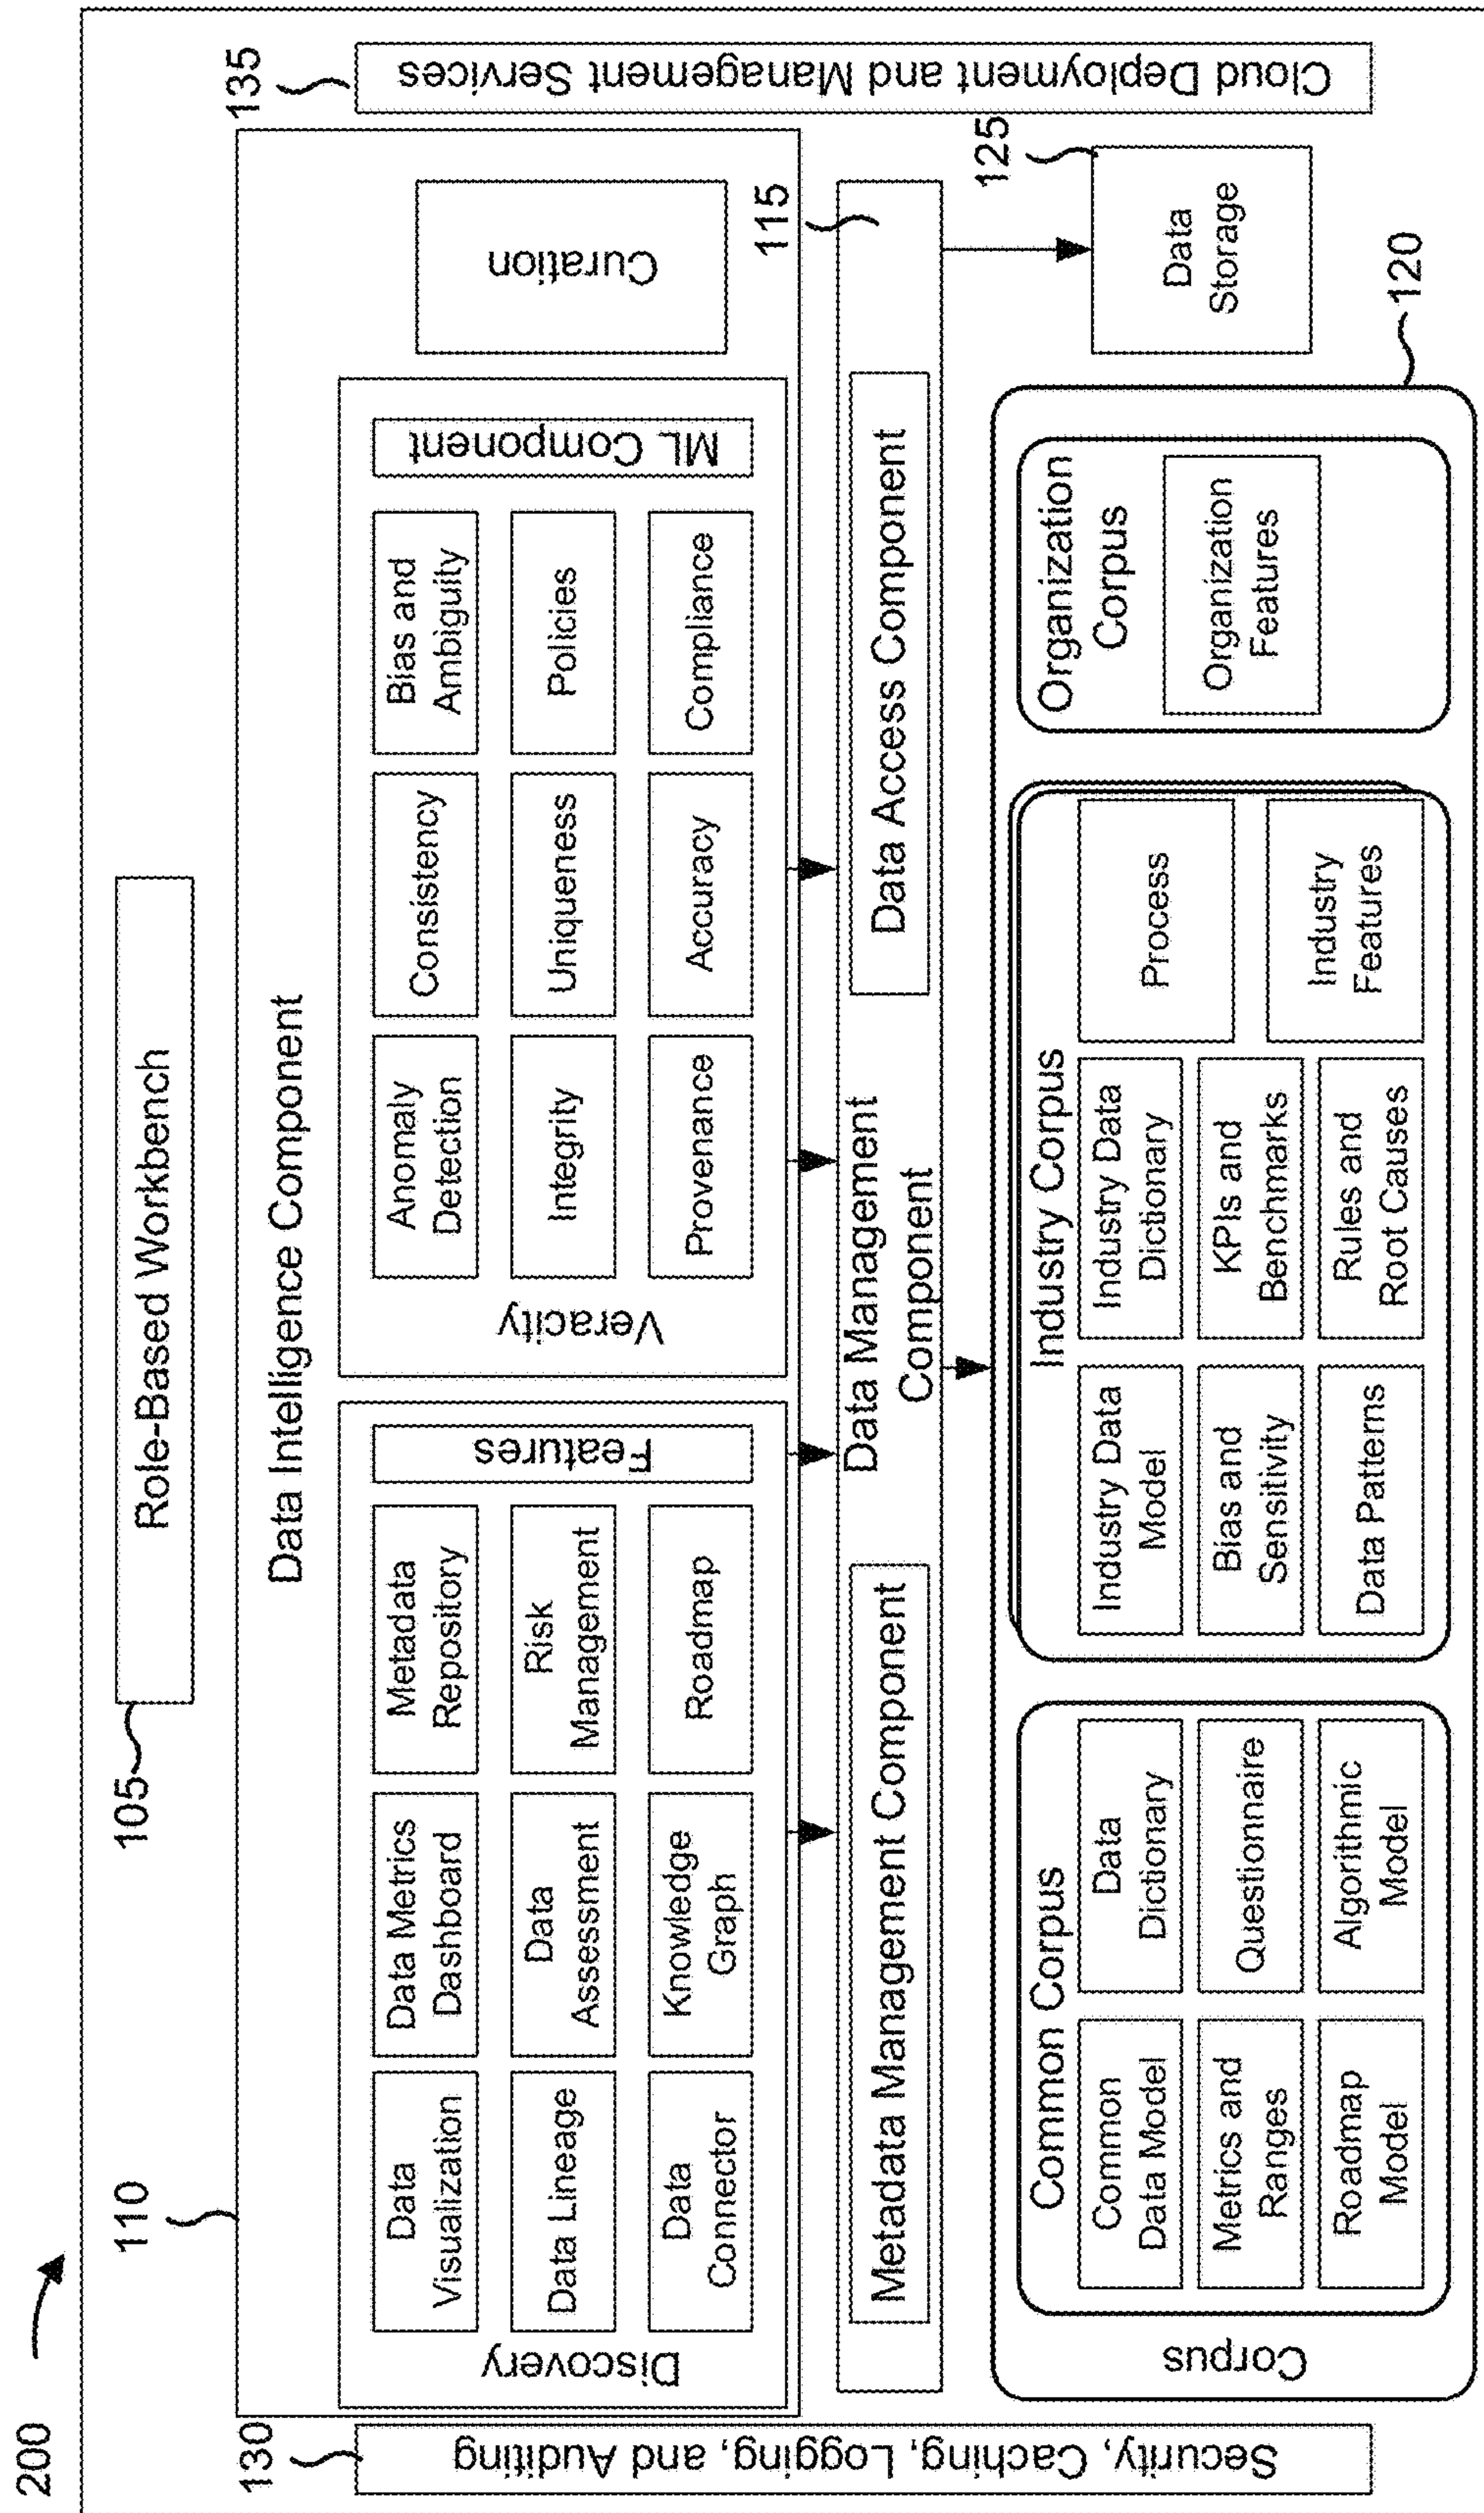 200
105
Role-Based Workbench
110
Data Intelligence Component
130
Security, Caching, Logging, and Auditing
135
Cloud Deployment and Management Services
Discovery
Data
Visualization
Data Metrics
Dashboard
Metadata
Repository
Data Lineage
Data
Assessment
Risk
Management
Data
Connector
Knowledge
Graph
Roadmap
Features
Veracity
Anomaly
Detection
Consistency
Bias and
Ambiguity
Integrity
Uniqueness
Policies
Provenance
Accuracy
Compliance
ML Component
Curation
115
Metadata Management Component
Data Management
Component
Data Access Component
125
Data
Storage
120
Corpus
Common Corpus
Common
Data Model
Data
Dictionary
Metrics and
Ranges
Questionnaire
Roadmap
Model
Algorithmic
Model
Industry Corpus
Industry Data
Model
Industry Data
Dictionary
Process
Bias and
Sensitivity
KPIs and
Benchmarks
Data Patterns
Rules and
Root Causes
Industry
Features
Organization
Corpus
Organization
Features